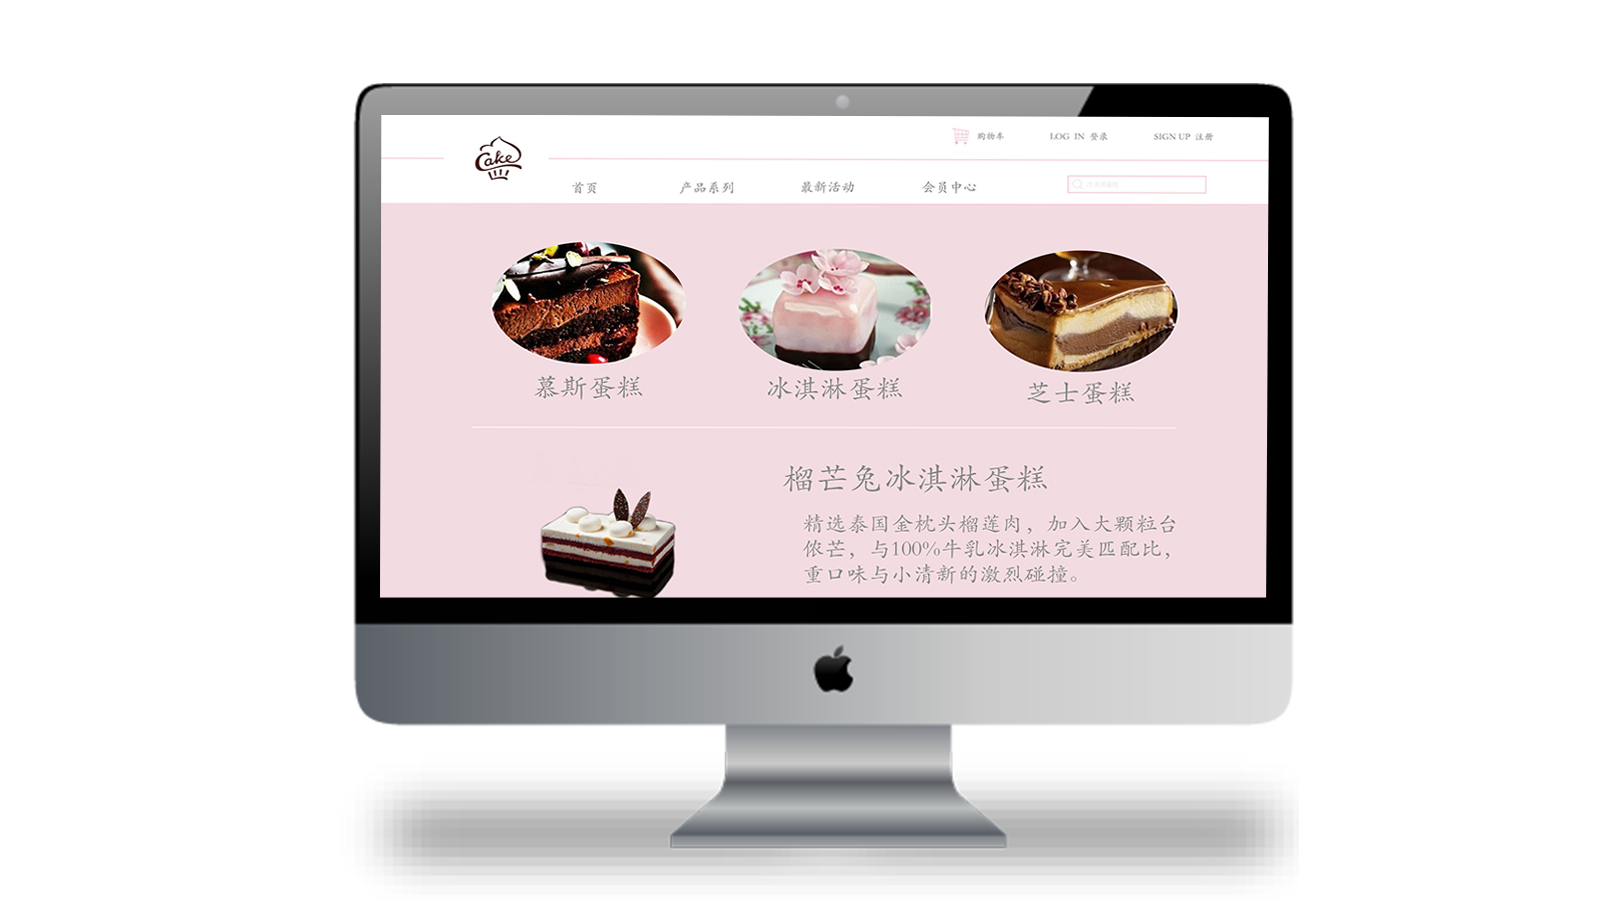 购物车 LOG IN 登录 SIGN UP 注册
Cake
首页 产品系列 最新活动 会员中心
慕斯蛋糕 冰淇淋蛋糕 芝士蛋糕
榴芒兔冰淇淋蛋糕
精选泰国金枕头榴莲肉，加入大颗粒台
侬芒，与100%牛乳冰淇淋完美匹配比，
重口味与小清新的激烈碰撞。